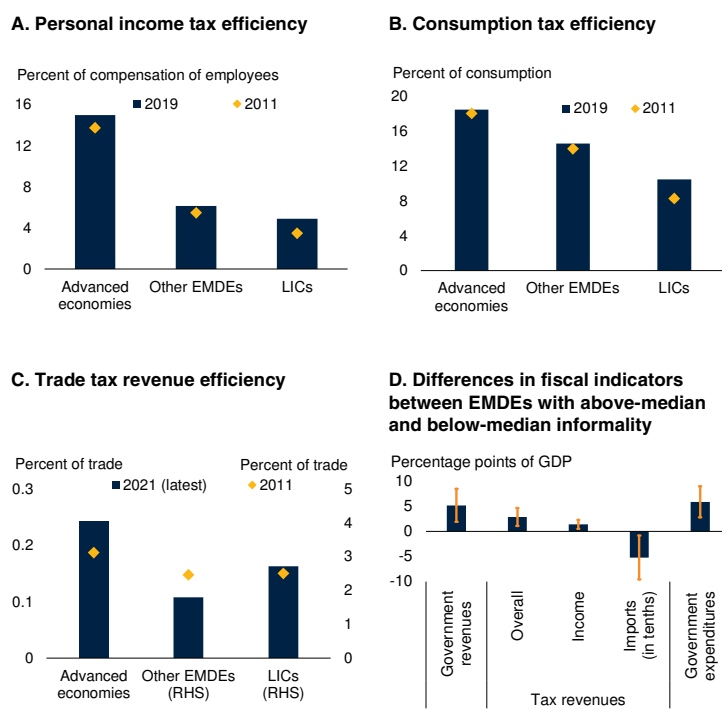 A. Personal income tax efficiency
Percent of compensation of employees
2019
2011
16
12
8
4
0
Advanced
economies
Other EMDEs
LICs
B. Consumption tax efficiency
Percent of consumption
2019
2011
20
16
12
8
4
0
Advanced
economies
Other EMDEs
LICs
C. Trade tax revenue efficiency
Percent of trade
Percent of trade
2021 (latest)
2011
0.3
0.2
0.1
0
5
4
3
2
1
0
Advanced
economies
Other EMDEs
(RHS)
LICs
(RHS)
D. Differences in fiscal indicators
between EMDEs with above-median
and below-median informality
Percentage points of GDP
10
5
0
-5
-10
Government
revenues
Overall
Income
Imports
(in tenths)
Government
expenditures
Tax revenues